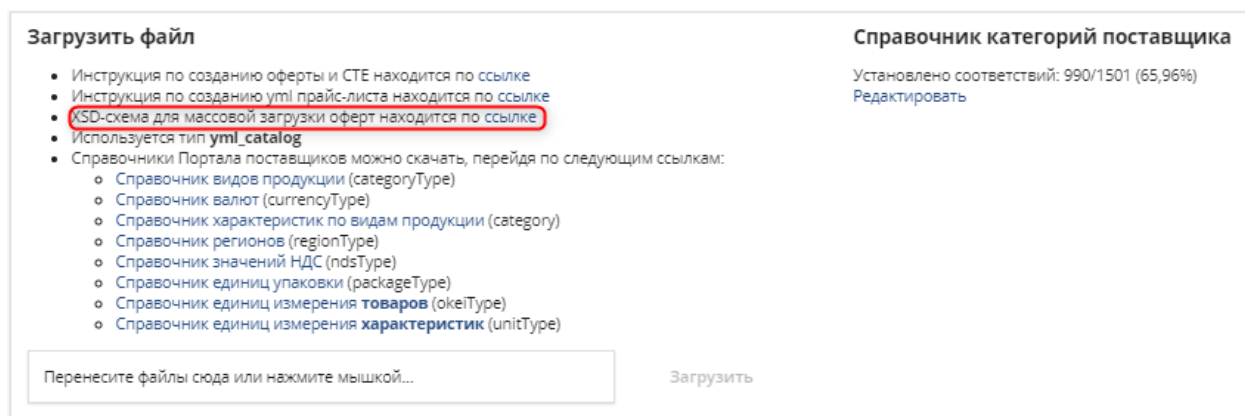 Загрузить файл
Инструкция по созданию оферты и СТЕ находится по ссылке
Инструкция по созданию yml прайс-листа находится по ссылке
XSD-схема для массовой загрузки оферт находится по ссылке
Используется тип yml_catalog
Справочники Портала поставщиков можно скачать, перейдя по следующим ссылкам:
Справочник видов продукции (categoryType)
Справочник валют (currencyType)
Справочник характеристик по видам продукции (category)
Справочник регионов (regionType)
Справочник значений НДС (ndsType)
Справочник единиц упаковки (packageType)
Справочник единиц измерения товаров (okeiType)
Справочник единиц измерения характеристик (unitType)
Перенесите файлы сюда или нажмите мышкой...
Загрузить
Справочник категорий поставщика
Установлено соответствий: 990/1501 (65,96%)
Редактировать